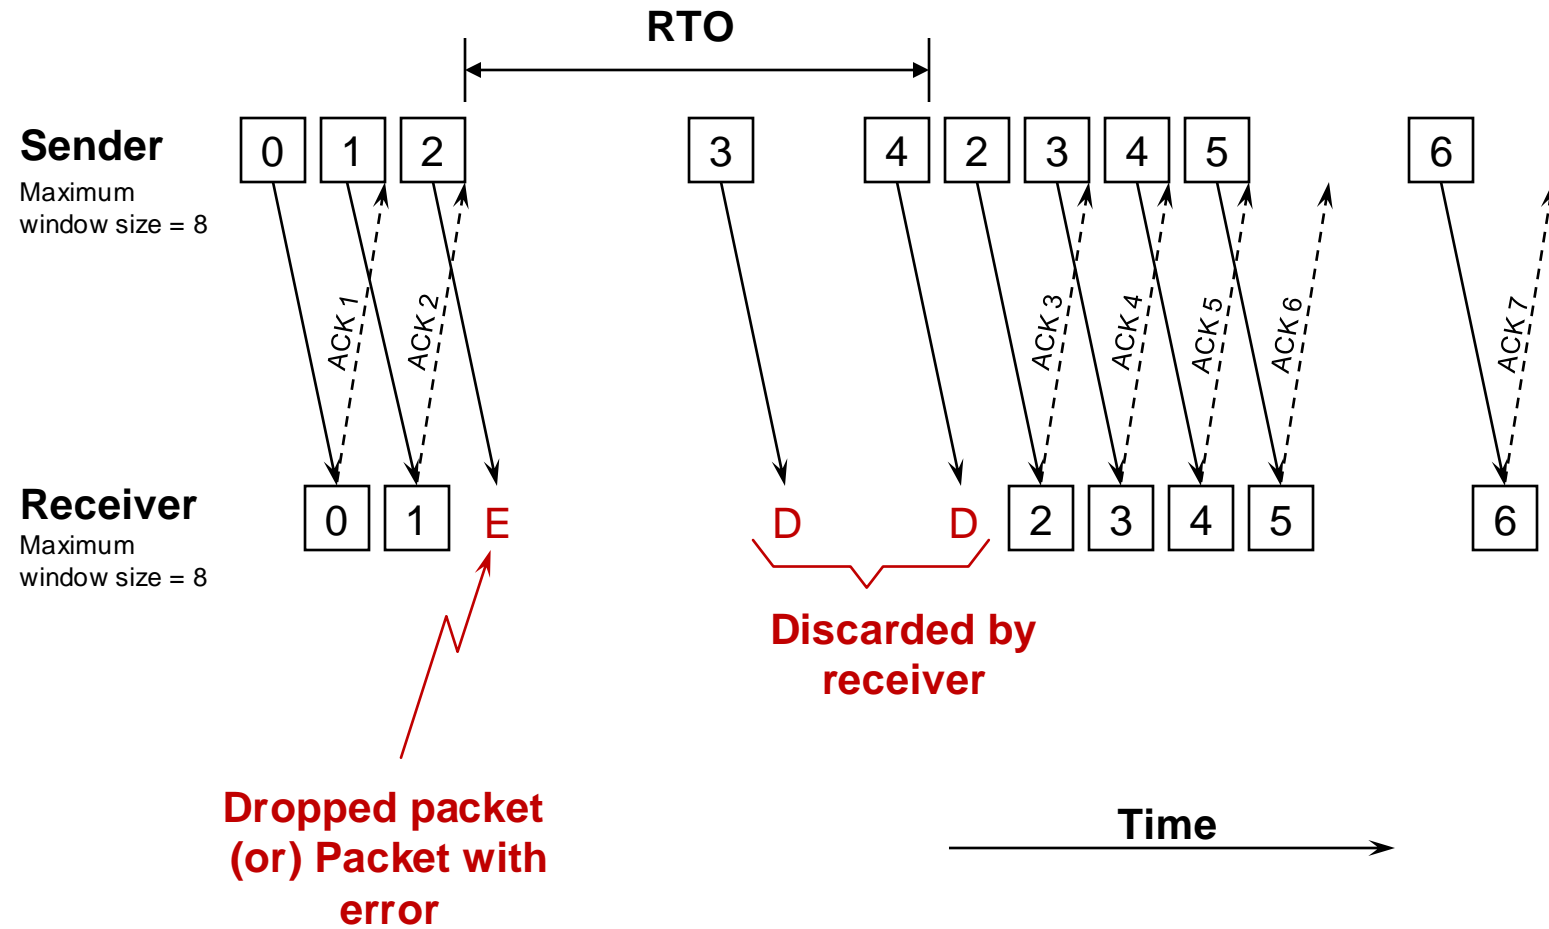 RTO
Sender
Maximum
window size = 8
0 1 2 3 4 2 3 4 5 6
ACK 1 ACK 2 ACK 3 ACK 4 ACK 5 ACK 6 ACK 7
Receiver
Maximum
window size = 8
0 1 E D D 2 3 4 5 6
Discarded by
receiver
Dropped packet
(or) Packet with
error
Time